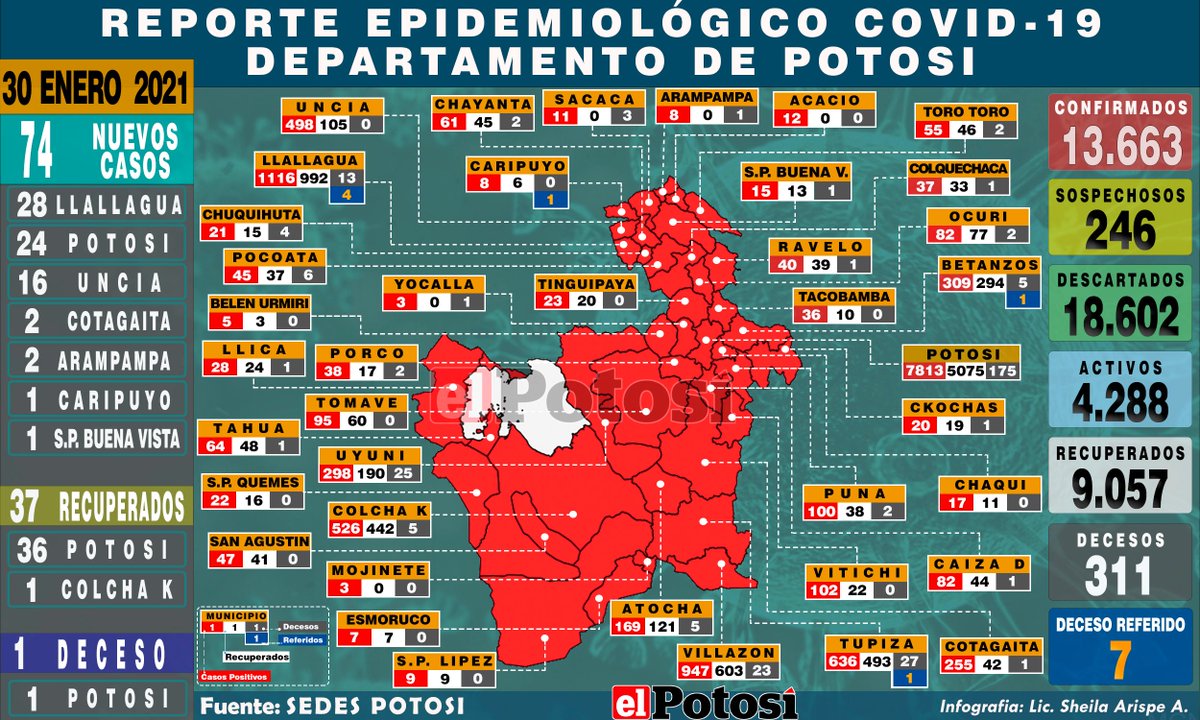 REPORTE EPIDEMIOLÓGICO COVID-19
DEPARTAMENTO DE POTOSI
30 ENERO 2021
74 NUEVOS CASOS
28 LLALLAGUA
24 POTOSI
16 UNCIA
2 COTAGAITA
2 ARAMPAMPA
1 CARIPUYO
1 S.P. BUENA VISTA
37 RECUPERADOS
36 POTOSI
1 COLCHA K
1 DECESO
1 POTOSI
UNCIA
498 105 0
CHAYANTA
61 45 2
SACACA
11 0 3
ARAMPAMPA
8 0 1
ACACIO
12 0 0
TORO TORO
55 46 2
LLALLAGUA
1116 992 13
4
CARIPUYO
8 6 0
1
S.P. BUENA V.
15 13 1
COLQUECHACA
37 33 1
CHUQUIHUTA
21 15 4
OCURI
82 77 2
POCOATA
45 37 6
RAVELO
40 39 1
YOCALLA
3 0 1
TINGUIPAYA
23 20 0
BETANZOS
309 294 5
1
BELEN URMIRI
5 3 0
TACOBAMBA
36 10 0
LLICA
28 24 1
PORCO
38 17 2
POTOSI
7813 5075 175
el Potosí
TOMAVE
95 60 0
CKOCHAS
20 19 1
TAHUA
64 48 1
UYUNI
298 190 25
S.P. QUEMES
22 16 0
COLCHA K
526 442 5
PUNA
100 38 2
CHAQUI
17 11 0
SAN AGUSTIN
47 41 0
MOJINETE
3 0 0
VITICHI
102 22 0
CAIZA D
82 44 1
ESMORUCO
7 7 0
ATOCHA
169 121 5
S.P. LIPEZ
9 9 0
VILLAZON
947 603 23
TUPIZA
636 493 27
1
COTAGAITA
255 42 1
MUNICIPIO
1 1 1
1
Decesos
Referidos
Recuperados
Casos Positivos
CONFIRMADOS
13.663
SOSPECHOSOS
246
DESCARTADOS
18.602
ACTIVOS
4.288
RECUPERADOS
9.057
DECESOS
311
DECESO REFERIDO
7
Fuente: SEDES POTOSI
el Potosí
Infografia: Lic. Sheila Arispe A.